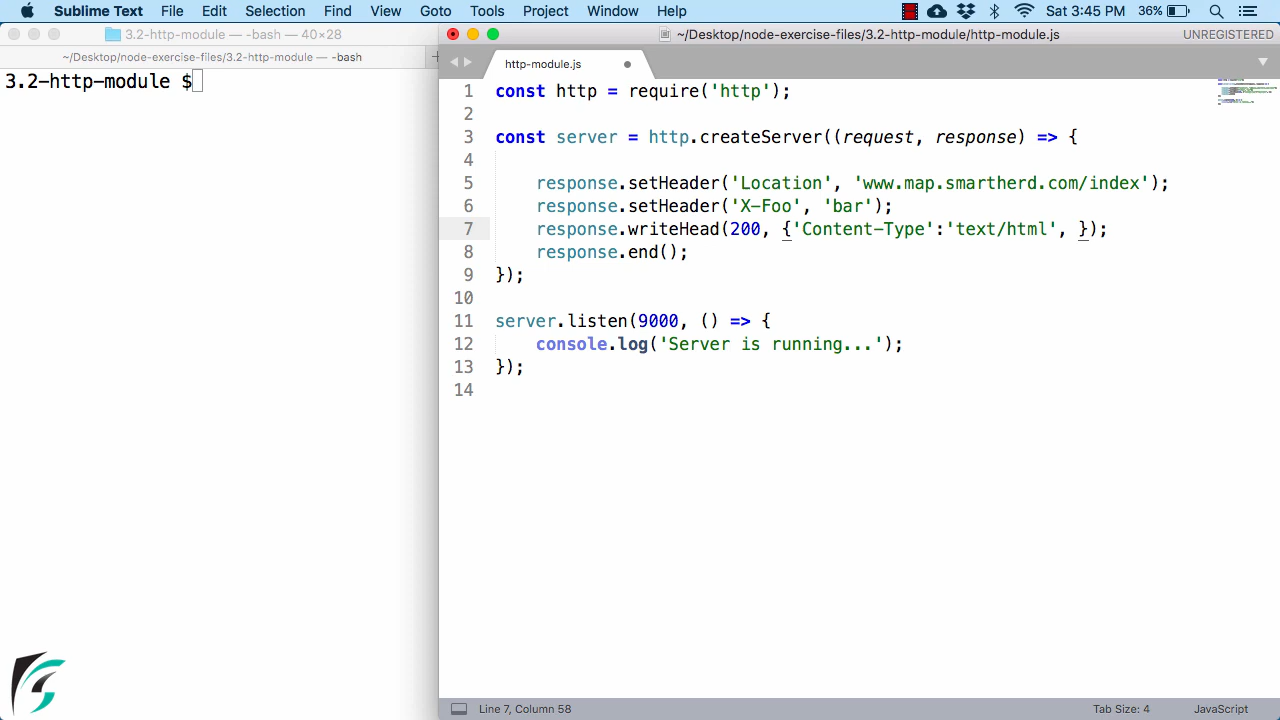 Sublime Text File Edit Selection Find View Goto Tools Project Window Help Sat 3:45 PM 36%
3.2-http-module — -bash — 40×28
~/Desktop/node-exercise-files/3.2-http-module — -bash
3.2-http-module $
~/Desktop/node-exercise-files/3.2-http-module/http-module.js UNREGISTERED
http-module.js
1 const http = require('http');
2
3 const server = http.createServer((request, response) => {
4
5 response.setHeader('Location', 'www.map.smartherd.com/index');
6 response.setHeader('X-Foo', 'bar');
7 response.writeHead(200, {'Content-Type':'text/html', });
8 response.end();
9 });
10
11 server.listen(9000, () => {
12 console.log('Server is running...');
13 });
14
Line 7, Column 58 Tab Size: 4 JavaScript